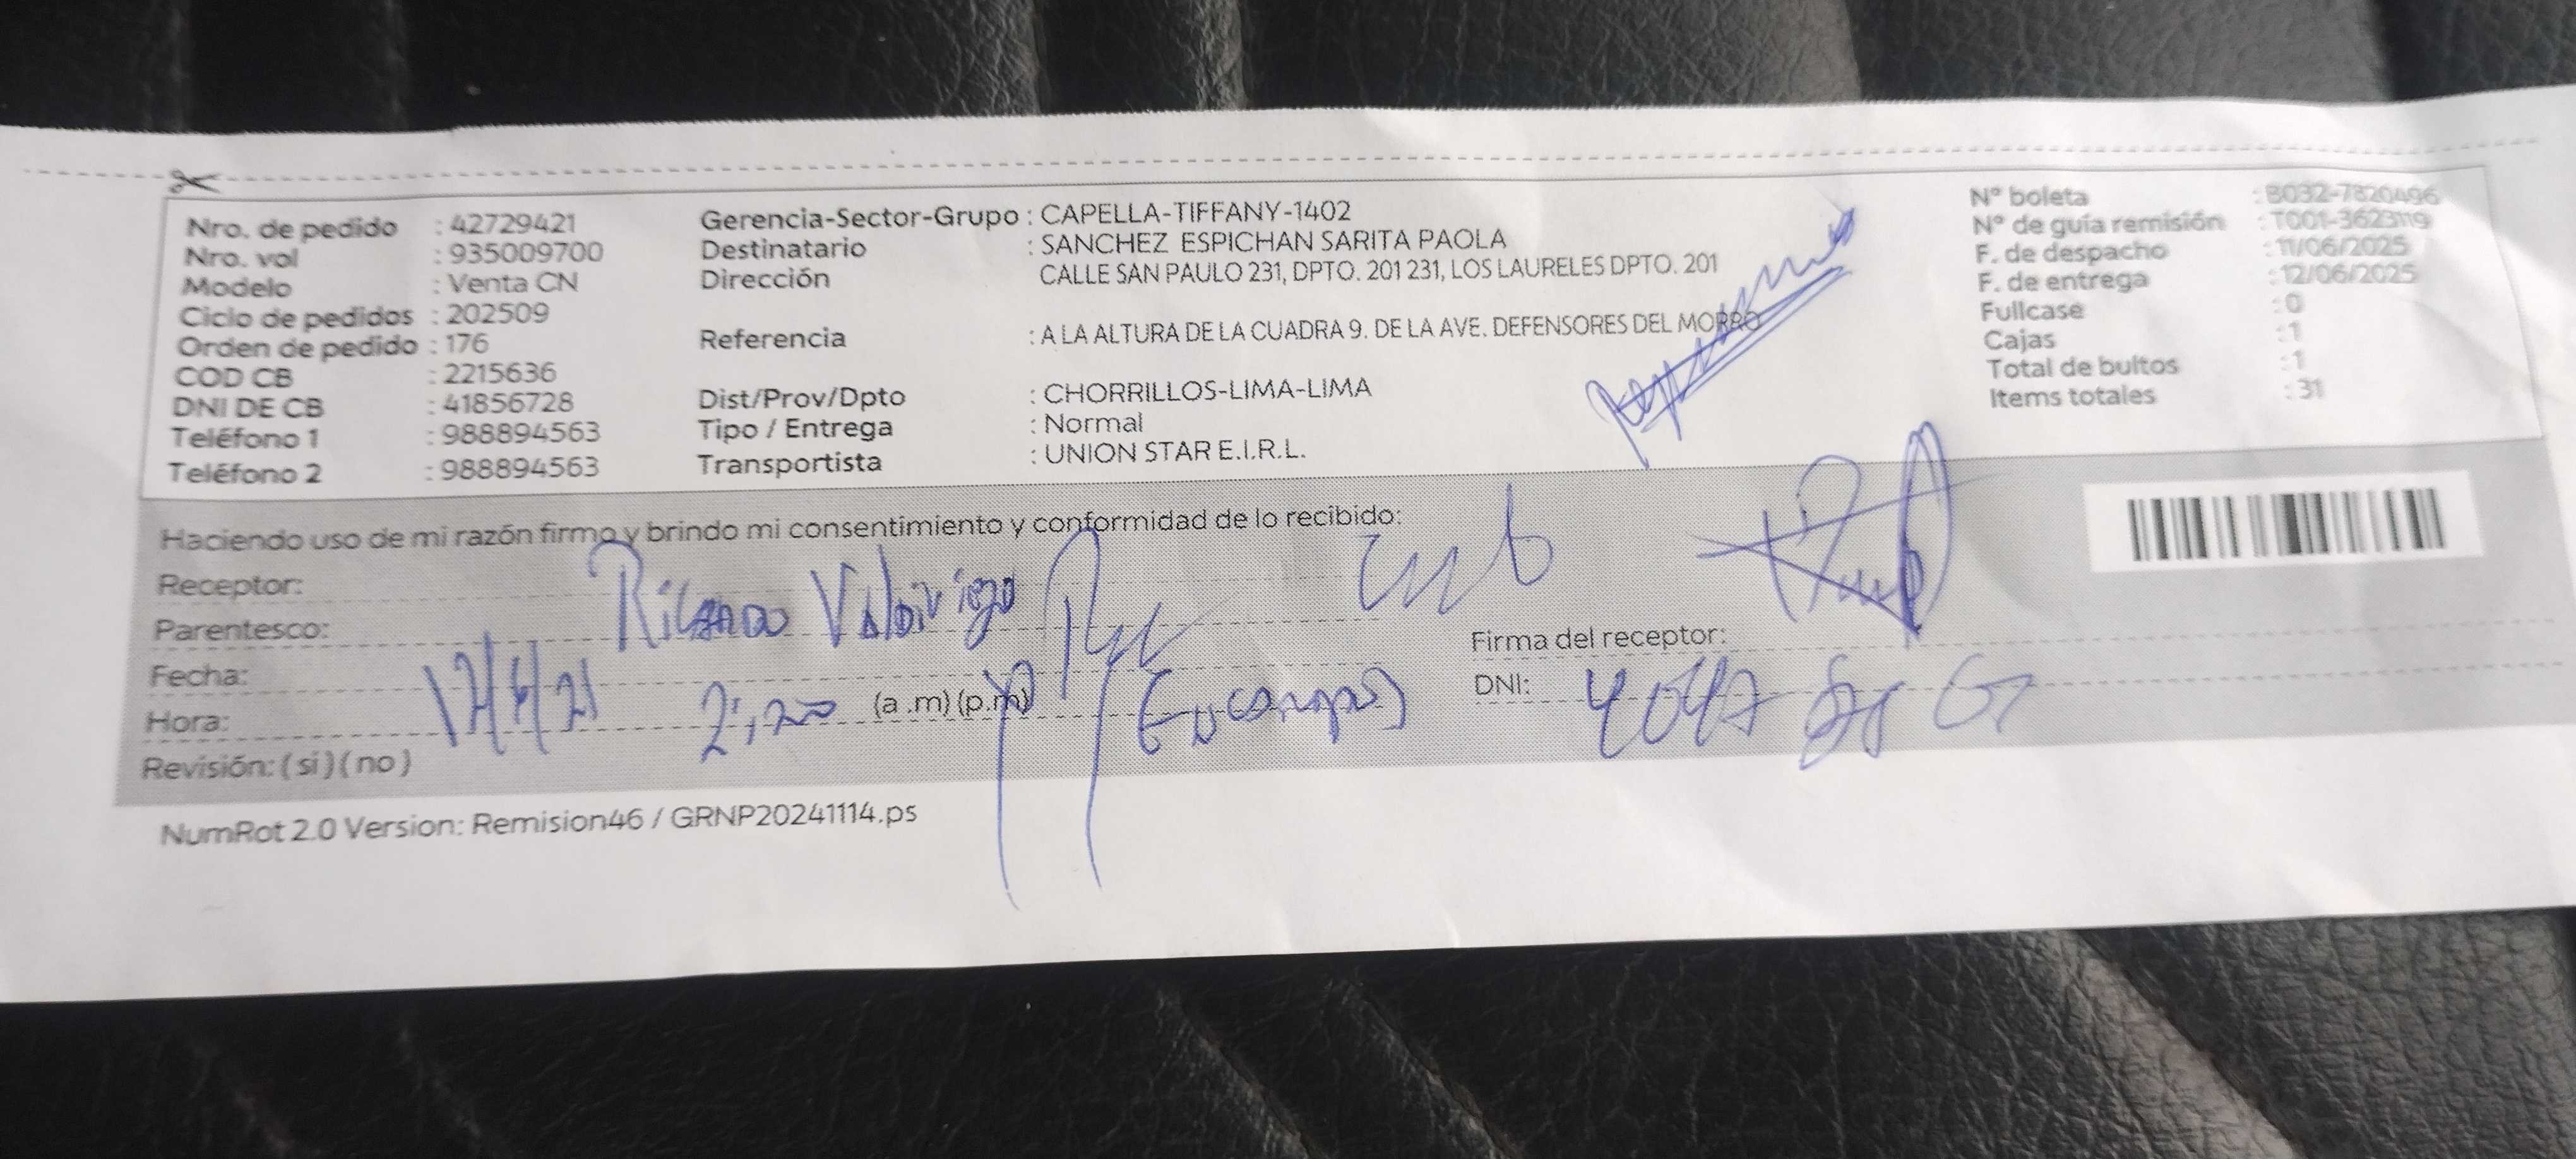 Nro. de pedido : 42729421
Nro. vol : 935009700
Modelo : Venta CN
Ciclo de pedidos : 202509
Orden de pedido : 176
COD CB : 2215636
DNI DE CB : 41856728
Teléfono 1 : 988894563
Teléfono 2 : 988894563
Gerencia-Sector-Grupo : CAPELLA-TIFFANY-1402
Destinatario : SANCHEZ ESPICHAN SARITA PAOLA
Dirección CALLE SAN PAULO 231, DPTO. 201 231, LOS LAURELES DPTO. 201
Referencia : A LA ALTURA DE LA CUADRA 9. DE LA AVE. DEFENSORES DEL MORRO
Dist/Prov/Dpto : CHORRILLOS-LIMA-LIMA
Tipo / Entrega : Normal
Transportista : UNION STAR E.I.R.L.
N° boleta : B032-7820496
N° de guía remisión : T001-3623119
F. de despacho : 11/06/2025
F. de entrega : 12/06/2025
Fullcase : 0
Cajas : 1
Total de bultos : 1
Items totales : 31
Haciendo uso de mi razón firmo y brindo mi consentimiento y conformidad de lo recibido:
Receptor: Ricardo
Parentesco:
Fecha:
Hora: (a .m) (p.m)
Revisión: ( si ) ( no )
Firma del receptor:
DNI:
NumRot 2.0 Version: Remision46 / GRNP20241114.ps